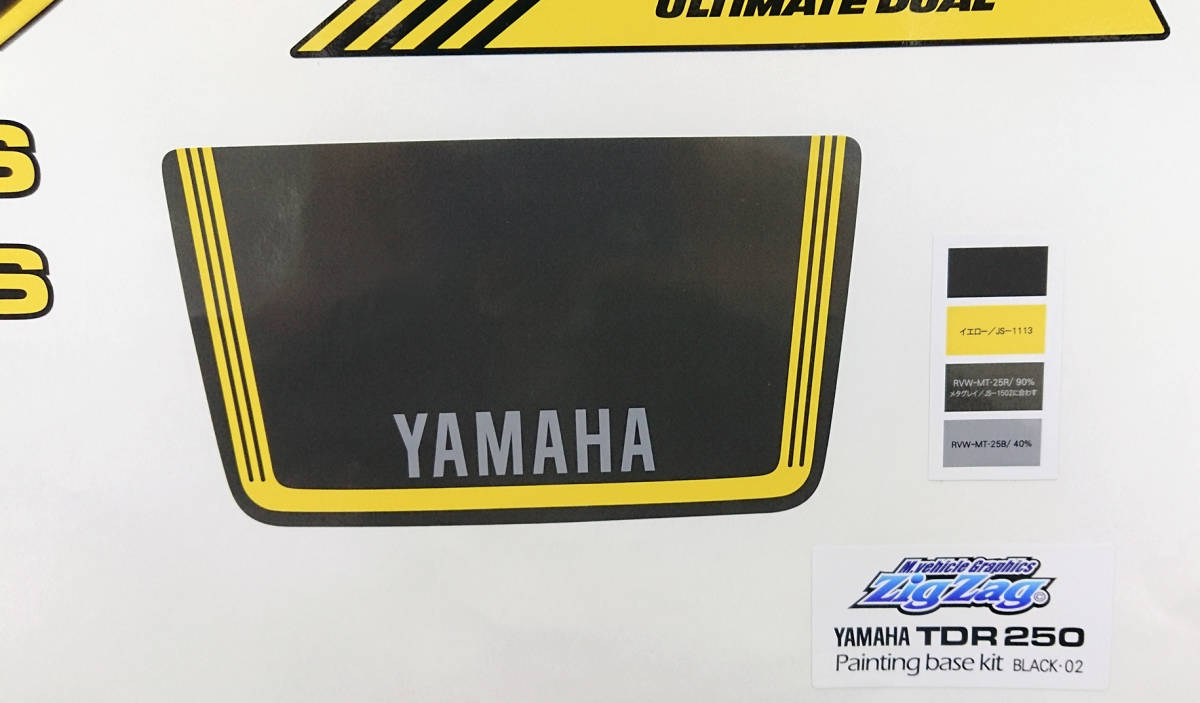 ULTIMATE DUAL
S
S
YAMAHA
イエロー/JS-1113
RVW-MT-25R/ 90%
メタグレイ/JS-1502に合わす
RVW-MT-25B/ 40%
M.vehicle Graphics
ZigZag©
YAMAHA TDR250
Painting base kit BLACK・02